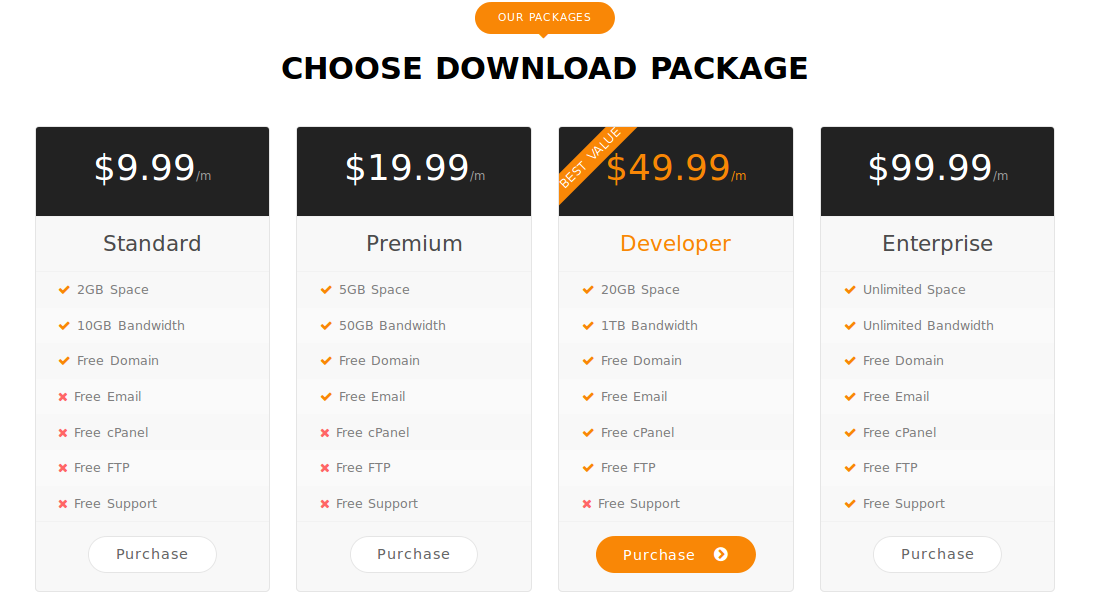 OUR PACKAGES
CHOOSE DOWNLOAD PACKAGE
$9.99/m
Standard
2GB Space
10GB Bandwidth
Free Domain
Free Email
Free cPanel
Free FTP
Free Support
Purchase
$19.99/m
Premium
5GB Space
50GB Bandwidth
Free Domain
Free Email
Free cPanel
Free FTP
Free Support
Purchase
BEST VALUE
$49.99/m
Developer
20GB Space
1TB Bandwidth
Free Domain
Free Email
Free cPanel
Free FTP
Free Support
Purchase
$99.99/m
Enterprise
Unlimited Space
Unlimited Bandwidth
Free Domain
Free Email
Free cPanel
Free FTP
Free Support
Purchase